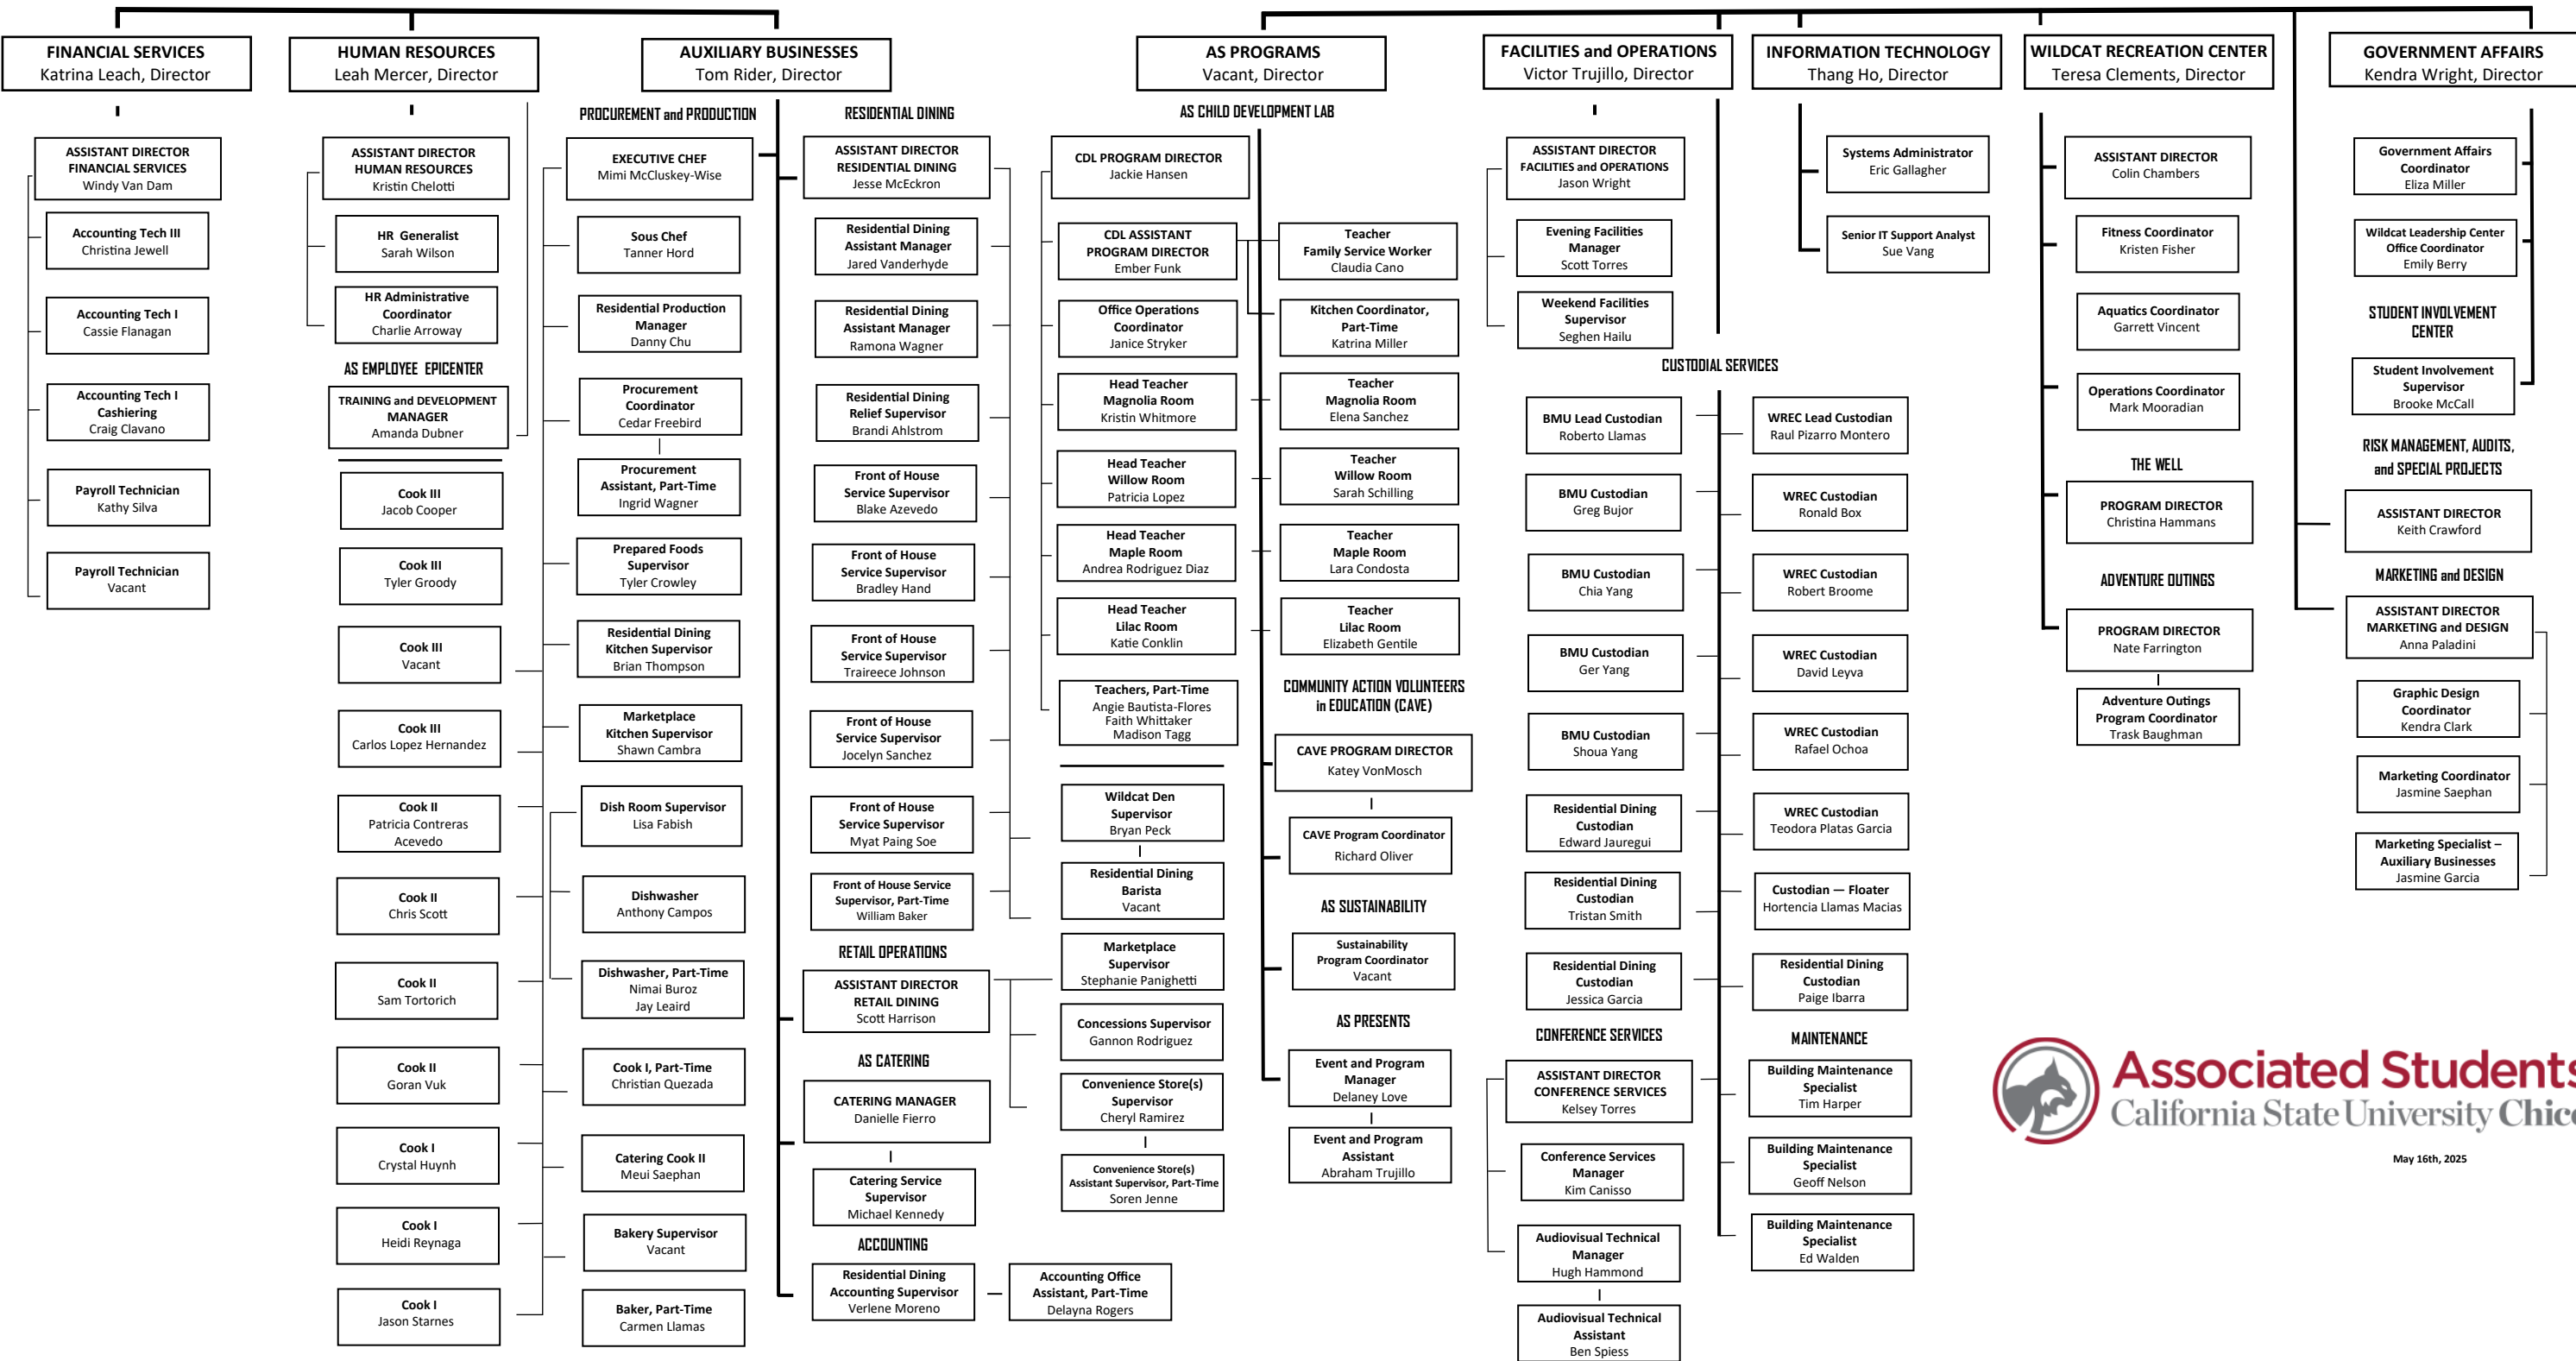 FINANCIAL SERVICES
Katrina Leach, Director
HUMAN RESOURCES
Leah Mercer, Director
AUXILIARY BUSINESSES
Tom Rider, Director
AS PROGRAMS
Vacant, Director
FACILITIES and OPERATIONS
Victor Trujillo, Director
INFORMATION TECHNOLOGY
Thang Ho, Director
WILDCAT RECREATION CENTER
Teresa Clements, Director
GOVERNMENT AFFAIRS
Kendra Wright, Director
ASSISTANT DIRECTOR
FINANCIAL SERVICES
Windy Van Dam
Accounting Tech III
Christina Jewell
Accounting Tech I
Cassie Flanagan
Accounting Tech I
Cashiering
Craig Clavano
Payroll Technician
Kathy Silva
Payroll Technician
Vacant
ASSISTANT DIRECTOR
HUMAN RESOURCES
Kristin Chelotti
HR Generalist
Sarah Wilson
HR Administrative
Coordinator
Charlie Arroway
AS EMPLOYEE EPICENTER
TRAINING and DEVELOPMENT
MANAGER
Amanda Dubner
Cook III
Jacob Cooper
Cook III
Tyler Groody
Cook III
Vacant
Cook III
Carlos Lopez Hernandez
Cook II
Patricia Contreras
Acevedo
Cook II
Chris Scott
Cook II
Sam Tortorich
Cook II
Goran Vuk
Cook I
Crystal Huynh
Cook I
Heidi Reynaga
Cook I
Jason Starnes
PROCUREMENT and PRODUCTION
EXECUTIVE CHEF
Mimi McCluskey-Wise
Sous Chef
Tanner Hord
Residential Production
Manager
Danny Chu
Procurement
Coordinator
Cedar Freebird
Procurement
Assistant, Part-Time
Ingrid Wagner
Prepared Foods
Supervisor
Tyler Crowley
Residential Dining
Kitchen Supervisor
Brian Thompson
Marketplace
Kitchen Supervisor
Shawn Cambra
Dish Room Supervisor
Lisa Fabish
Dishwasher
Anthony Campos
Dishwasher, Part-Time
Nimai Buroz
Jay Leaird
Cook I, Part-Time
Christian Quezada
Catering Cook II
Meui Saephan
Bakery Supervisor
Vacant
Baker, Part-Time
Carmen Llamas
RESIDENTIAL DINING
ASSISTANT DIRECTOR
RESIDENTIAL DINING
Jesse McEckron
Residential Dining
Assistant Manager
Jared Vanderhyde
Residential Dining
Assistant Manager
Ramona Wagner
Residential Dining
Relief Supervisor
Brandi Ahlstrom
Front of House
Service Supervisor
Blake Azevedo
Front of House
Service Supervisor
Bradley Hand
Front of House
Service Supervisor
Traireece Johnson
Front of House
Service Supervisor
Jocelyn Sanchez
Front of House
Service Supervisor
Myat Paing Soe
Front of House Service
Supervisor, Part-Time
William Baker
RETAIL OPERATIONS
ASSISTANT DIRECTOR
RETAIL DINING
Scott Harrison
AS CATERING
CATERING MANAGER
Danielle Fierro
Catering Service
Supervisor
Michael Kennedy
ACCOUNTING
Residential Dining
Accounting Supervisor
Verlene Moreno
Accounting Office
Assistant, Part-Time
Delayna Rogers
AS CHILD DEVELOPMENT LAB
CDL PROGRAM DIRECTOR
Jackie Hansen
CDL ASSISTANT
PROGRAM DIRECTOR
Ember Funk
Office Operations
Coordinator
Janice Stryker
Head Teacher
Magnolia Room
Kristin Whitmore
Head Teacher
Willow Room
Patricia Lopez
Head Teacher
Maple Room
Andrea Rodriguez Diaz
Head Teacher
Lilac Room
Katie Conklin
Teachers, Part-Time
Angie Bautista-Flores
Faith Whittaker
Madison Tagg
Wildcat Den
Supervisor
Bryan Peck
Residential Dining
Barista
Vacant
Marketplace
Supervisor
Stephanie Panighetti
Concessions Supervisor
Gannon Rodriguez
Convenience Store(s)
Supervisor
Cheryl Ramirez
Convenience Store(s)
Assistant Supervisor, Part-Time
Soren Jenne
Teacher
Family Service Worker
Claudia Cano
Kitchen Coordinator,
Part-Time
Katrina Miller
Teacher
Magnolia Room
Elena Sanchez
Teacher
Willow Room
Sarah Schilling
Teacher
Maple Room
Lara Condosta
Teacher
Lilac Room
Elizabeth Gentile
COMMUNITY ACTION VOLUNTEERS
in EDUCATION (CAVE)
CAVE PROGRAM DIRECTOR
Katey VonMosch
CAVE Program Coordinator
Richard Oliver
AS SUSTAINABILITY
Sustainability
Program Coordinator
Vacant
AS PRESENTS
Event and Program
Manager
Delaney Love
Event and Program
Assistant
Abraham Trujillo
ASSISTANT DIRECTOR
FACILITIES and OPERATIONS
Jason Wright
Evening Facilities
Manager
Scott Torres
Weekend Facilities
Supervisor
Seghen Hailu
CUSTODIAL SERVICES
BMU Lead Custodian
Roberto Llamas
BMU Custodian
Greg Bujor
BMU Custodian
Chia Yang
BMU Custodian
Ger Yang
BMU Custodian
Shoua Yang
Residential Dining
Custodian
Edward Jauregui
Residential Dining
Custodian
Tristan Smith
Residential Dining
Custodian
Jessica Garcia
WREC Lead Custodian
Raul Pizarro Montero
WREC Custodian
Ronald Box
WREC Custodian
Robert Broome
WREC Custodian
David Leyva
WREC Custodian
Rafael Ochoa
WREC Custodian
Teodora Platas Garcia
Custodian — Floater
Hortencia Llamas Macias
Residential Dining
Custodian
Paige Ibarra
CONFERENCE SERVICES
ASSISTANT DIRECTOR
CONFERENCE SERVICES
Kelsey Torres
Conference Services
Manager
Kim Canisso
Audiovisual Technical
Manager
Hugh Hammond
Audiovisual Technical
Assistant
Ben Spiess
MAINTENANCE
Building Maintenance
Specialist
Tim Harper
Building Maintenance
Specialist
Geoff Nelson
Building Maintenance
Specialist
Ed Walden
Systems Administrator
Eric Gallagher
Senior IT Support Analyst
Sue Vang
ASSISTANT DIRECTOR
Colin Chambers
Fitness Coordinator
Kristen Fisher
Aquatics Coordinator
Garrett Vincent
Operations Coordinator
Mark Mooradian
THE WELL
PROGRAM DIRECTOR
Christina Hammans
ADVENTURE OUTINGS
PROGRAM DIRECTOR
Nate Farrington
Adventure Outings
Program Coordinator
Trask Baughman
Government Affairs
Coordinator
Eliza Miller
Wildcat Leadership Center
Office Coordinator
Emily Berry
STUDENT INVOLVEMENT
CENTER
Student Involvement
Supervisor
Brooke McCall
RISK MANAGEMENT, AUDITS,
and SPECIAL PROJECTS
ASSISTANT DIRECTOR
Keith Crawford
MARKETING and DESIGN
ASSISTANT DIRECTOR
MARKETING and DESIGN
Anna Paladini
Graphic Design
Coordinator
Kendra Clark
Marketing Coordinator
Jasmine Saephan
Marketing Specialist –
Auxiliary Businesses
Jasmine Garcia
Associated Students
California State University Chico
May 16th, 2025